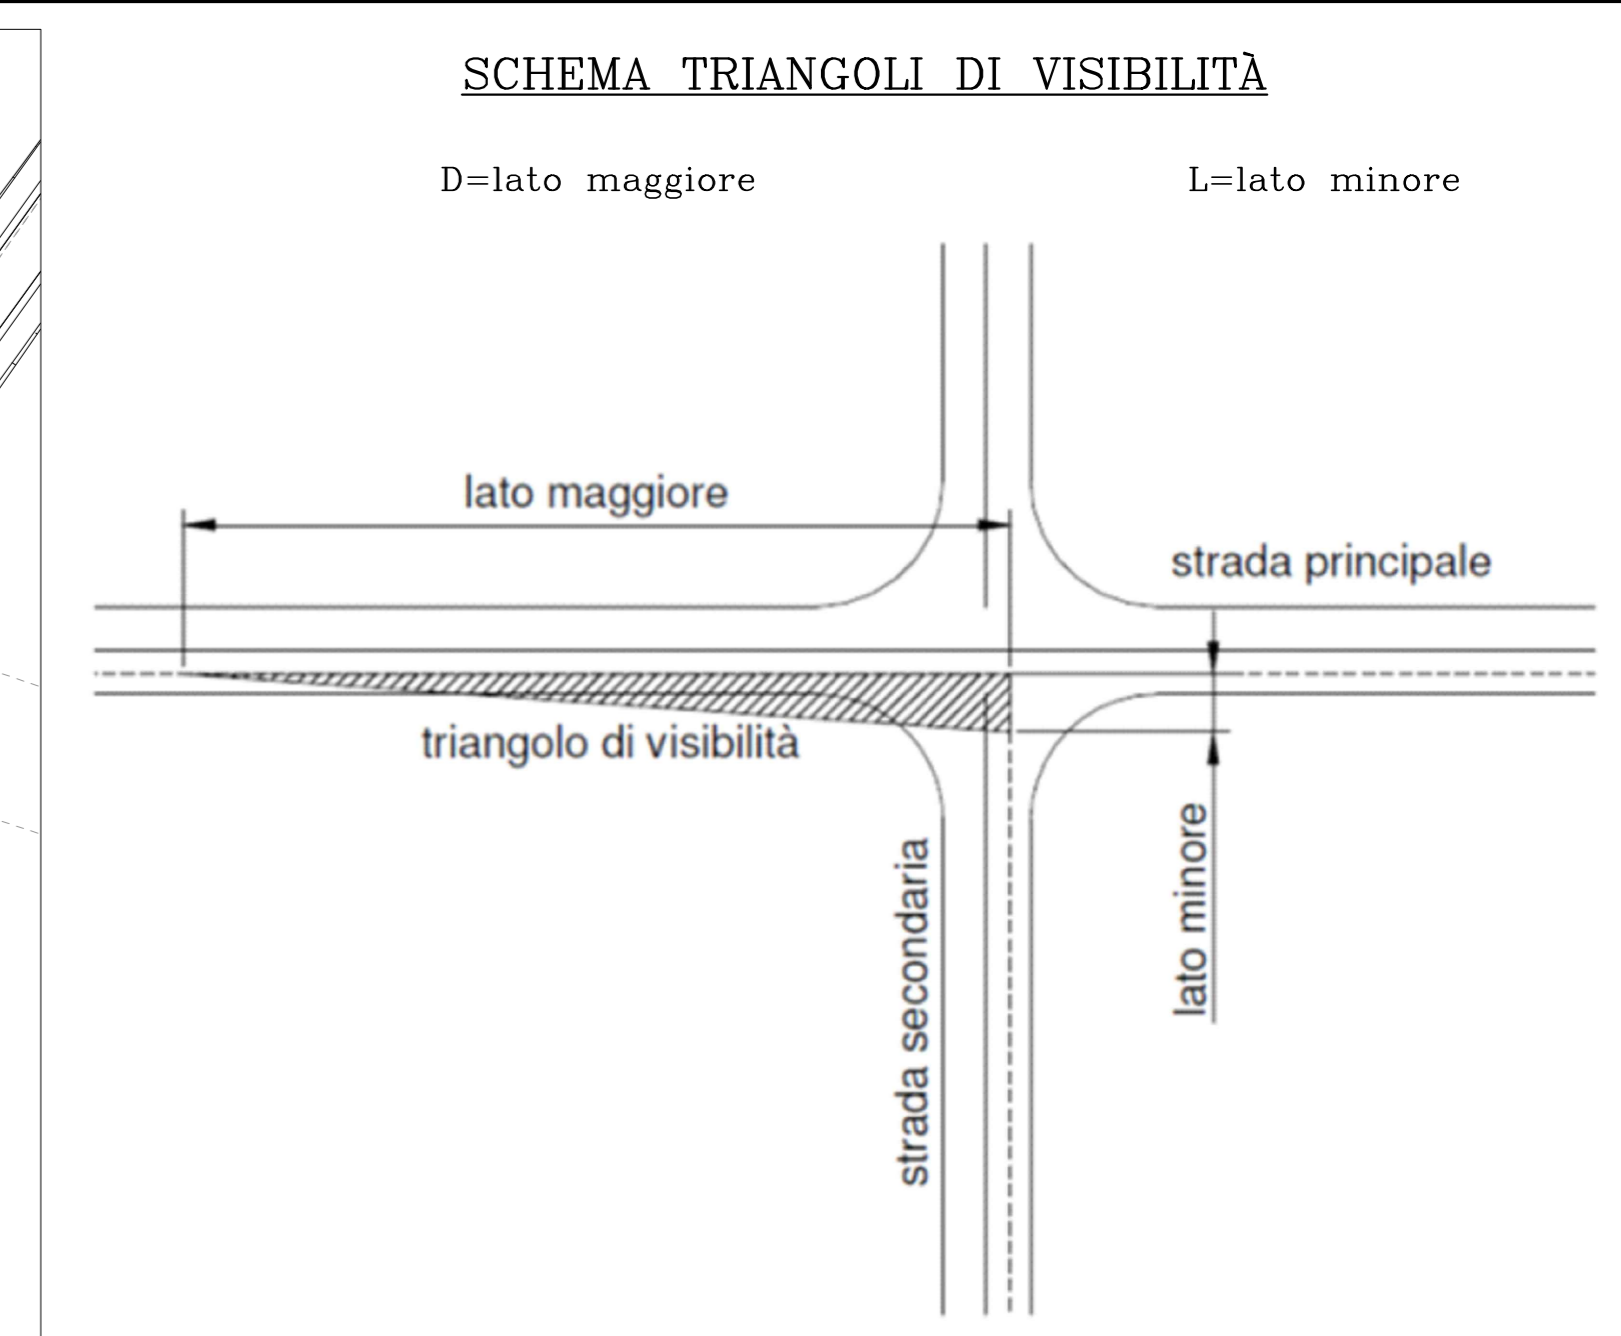 SCHEMA TRIANGOLI DI VISIBILITÀ
D=lato maggiore
L=lato minore
lato maggiore
strada principale
triangolo di visibilità
lato minore
strada secondaria